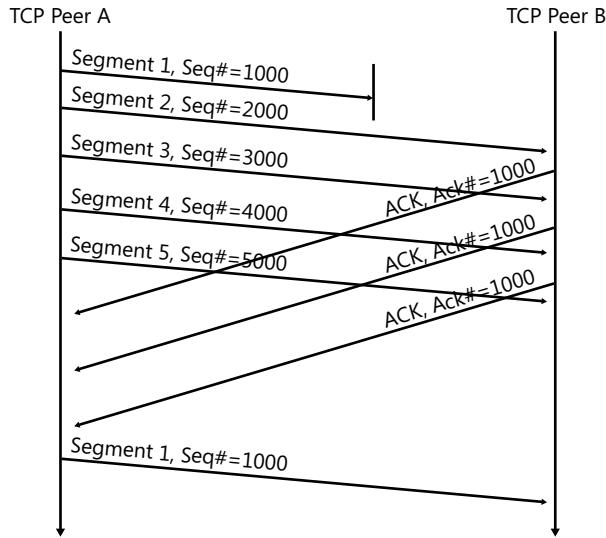 TCP Peer A
TCP Peer B
Segment 1, Seq#=1000
Segment 2, Seq#=2000
Segment 3, Seq#=3000
ACK, Ack#=1000
Segment 4, Seq#=4000
ACK, Ack#=1000
Segment 5, Seq#=5000
ACK, Ack#=1000
Segment 1, Seq#=1000